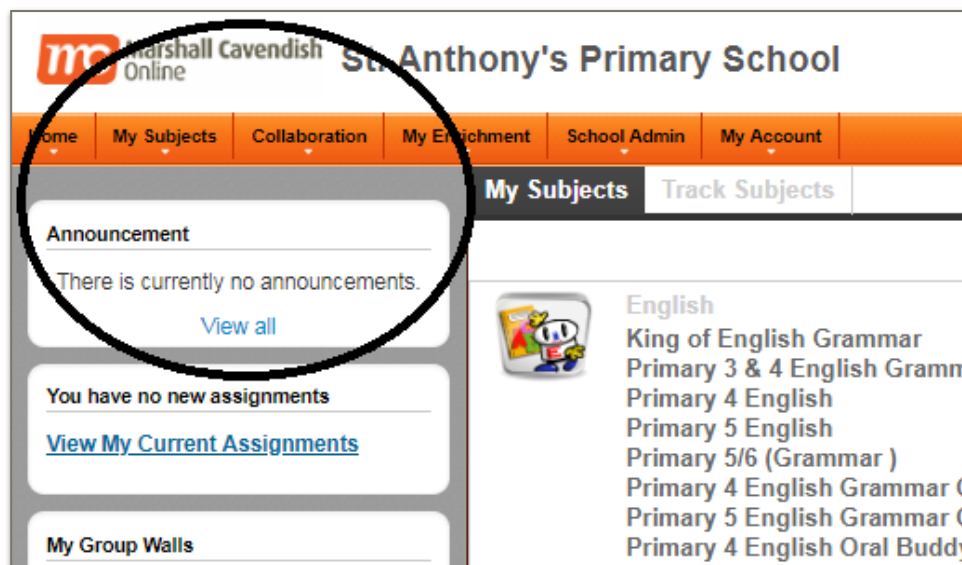 mc Marshall Cavendish Online St. Anthony's Primary School
Home My Subjects Collaboration My Enrichment School Admin My Account
My Subjects Track Subjects
Announcement
There is currently no announcements.
View all
You have no new assignments
View My Current Assignments
My Group Walls
English
King of English Grammar
Primary 3 & 4 English Gramm
Primary 4 English
Primary 5 English
Primary 5/6 (Grammar )
Primary 4 English Grammar
Primary 5 English Grammar
Primary 4 English Oral Buddy